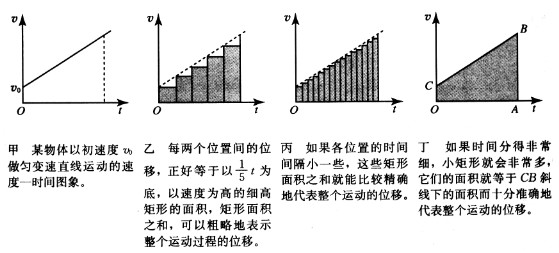 v
v
v
v
B
v₀
C
O
t
O
t
O
t
O
A
t
甲 某物体以初速度 v₀
做匀变速直线运动的速
度—时间图象。
乙 每两个位置间的位
移,正好等于以 1/5 t 为
底,以速度为高的细高
矩形的面积,矩形面积
之和,可以粗略地表示
整个运动过程的位移。
丙 如果各位置的时间
间隔小一些,这些矩形
面积之和就能比较精确
地代表整个运动的位移。
丁 如果时间分得非常
细,小矩形就会非常多,
它们的面积就等于 CB 斜
线下的面积而十分准确地
代表整个运动的位移。